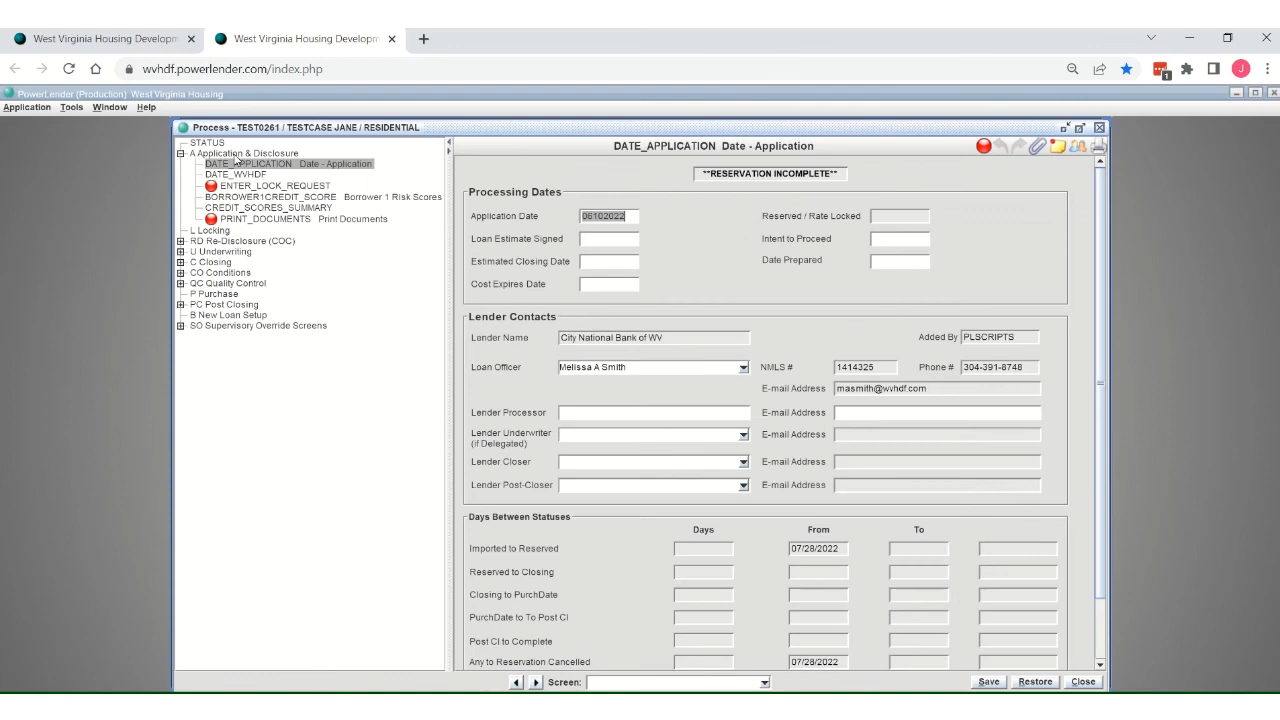 West Virginia Housing Developm
West Virginia Housing Developm
wvhdf.powerlender.com/index.php
1
J
PowrLender (Production) West Virginia Housing
Application Tools Window Help
Process - TEST0261 / TESTCASE JANE / RESIDENTIAL
STATUS
A Application & Disclosure
DATE_APPLICATION Date - Application
DATE_WVHDF
ENTER_LOCK_REQUEST
BORROWER1CREDIT_SCORE Borrower 1 Risk Scores
CREDIT_SCORES_SUMMARY
PRINT_DOCUMENTS Print Documents
L Locking
RD Re-Disclosure (COC)
U Underwriting
C Closing
CO Conditions
QC Quality Control
P Purchase
PC Post Closing
B New Loan Setup
SO Supervisory Override Screens
DATE_APPLICATION Date - Application
**RESERVATION INCOMPLETE**
Processing Dates
Application Date 06102022 Reserved / Rate Locked
Loan Estimate Signed Intent to Proceed
Estimated Closing Date Date Prepared
Cost Expires Date
Lender Contacts
Lender Name City National Bank of WV Added By PLSCRIPTS
Loan Officer Melissa A Smith NMLS # 1414325 Phone # 304-391-8748
E-mail Address masmith@wvhdf.com
Lender Processor E-mail Address
Lender Underwriter E-mail Address
(if Delegated)
Lender Closer E-mail Address
Lender Post-Closer E-mail Address
Days Between Statuses
Days From To
Imported to Reserved 07/28/2022
Reserved to Closing
Closing to PurchDate
PurchDate to To Post Cl
Post Cl to Complete
Any to Reservation Cancelled 07/28/2022
Screen: Save Restore Close